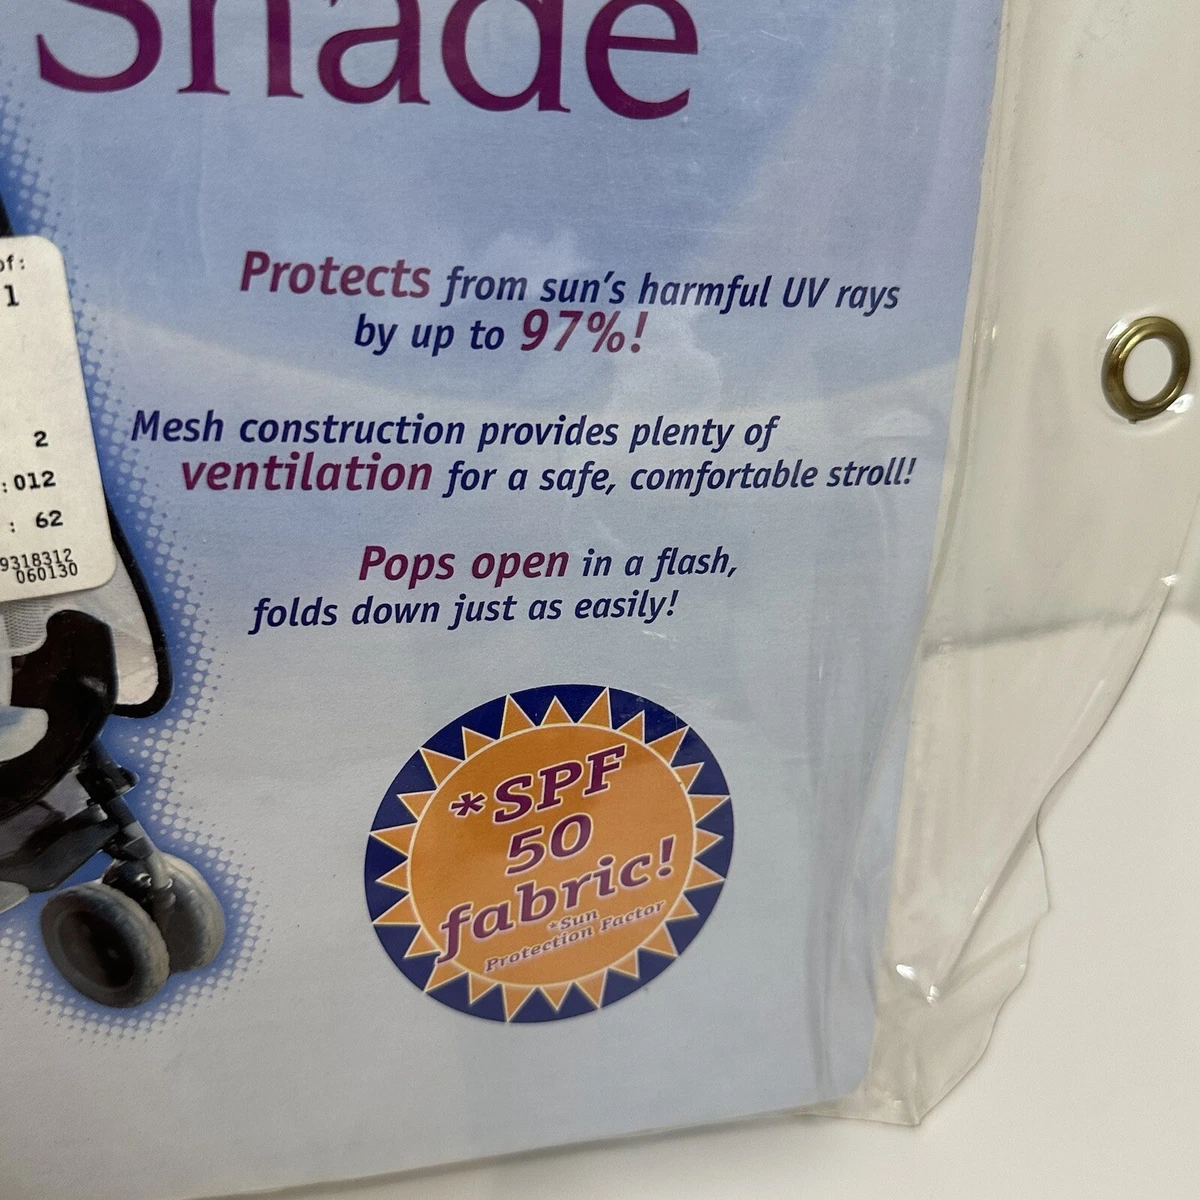 Shade
of:
1
2
:012
: 62
9318312
060130
Protects from sun's harmful UV rays
by up to 97%!
Mesh construction provides plenty of
ventilation for a safe, comfortable stroll!
Pops open in a flash,
folds down just as easily!
*SPF
50
fabric!
*Sun
Protection Factor